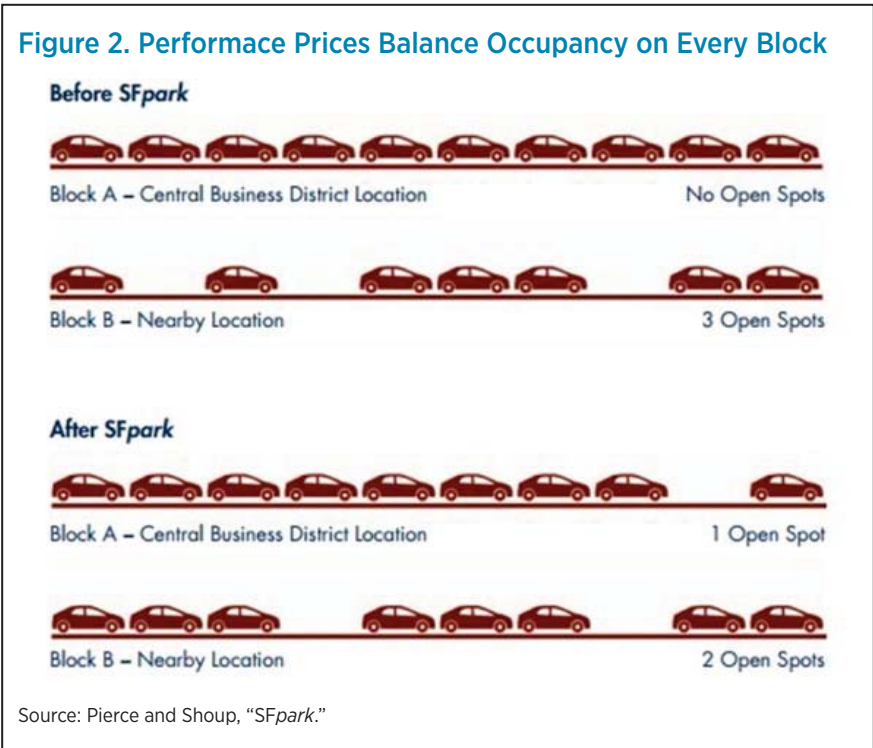 Figure 2. Performace Prices Balance Occupancy on Every Block
Before SFpark
Block A – Central Business District Location No Open Spots
Block B – Nearby Location 3 Open Spots
After SFpark
Block A – Central Business District Location 1 Open Spot
Block B – Nearby Location 2 Open Spots
Source: Pierce and Shoup, “SFpark.”